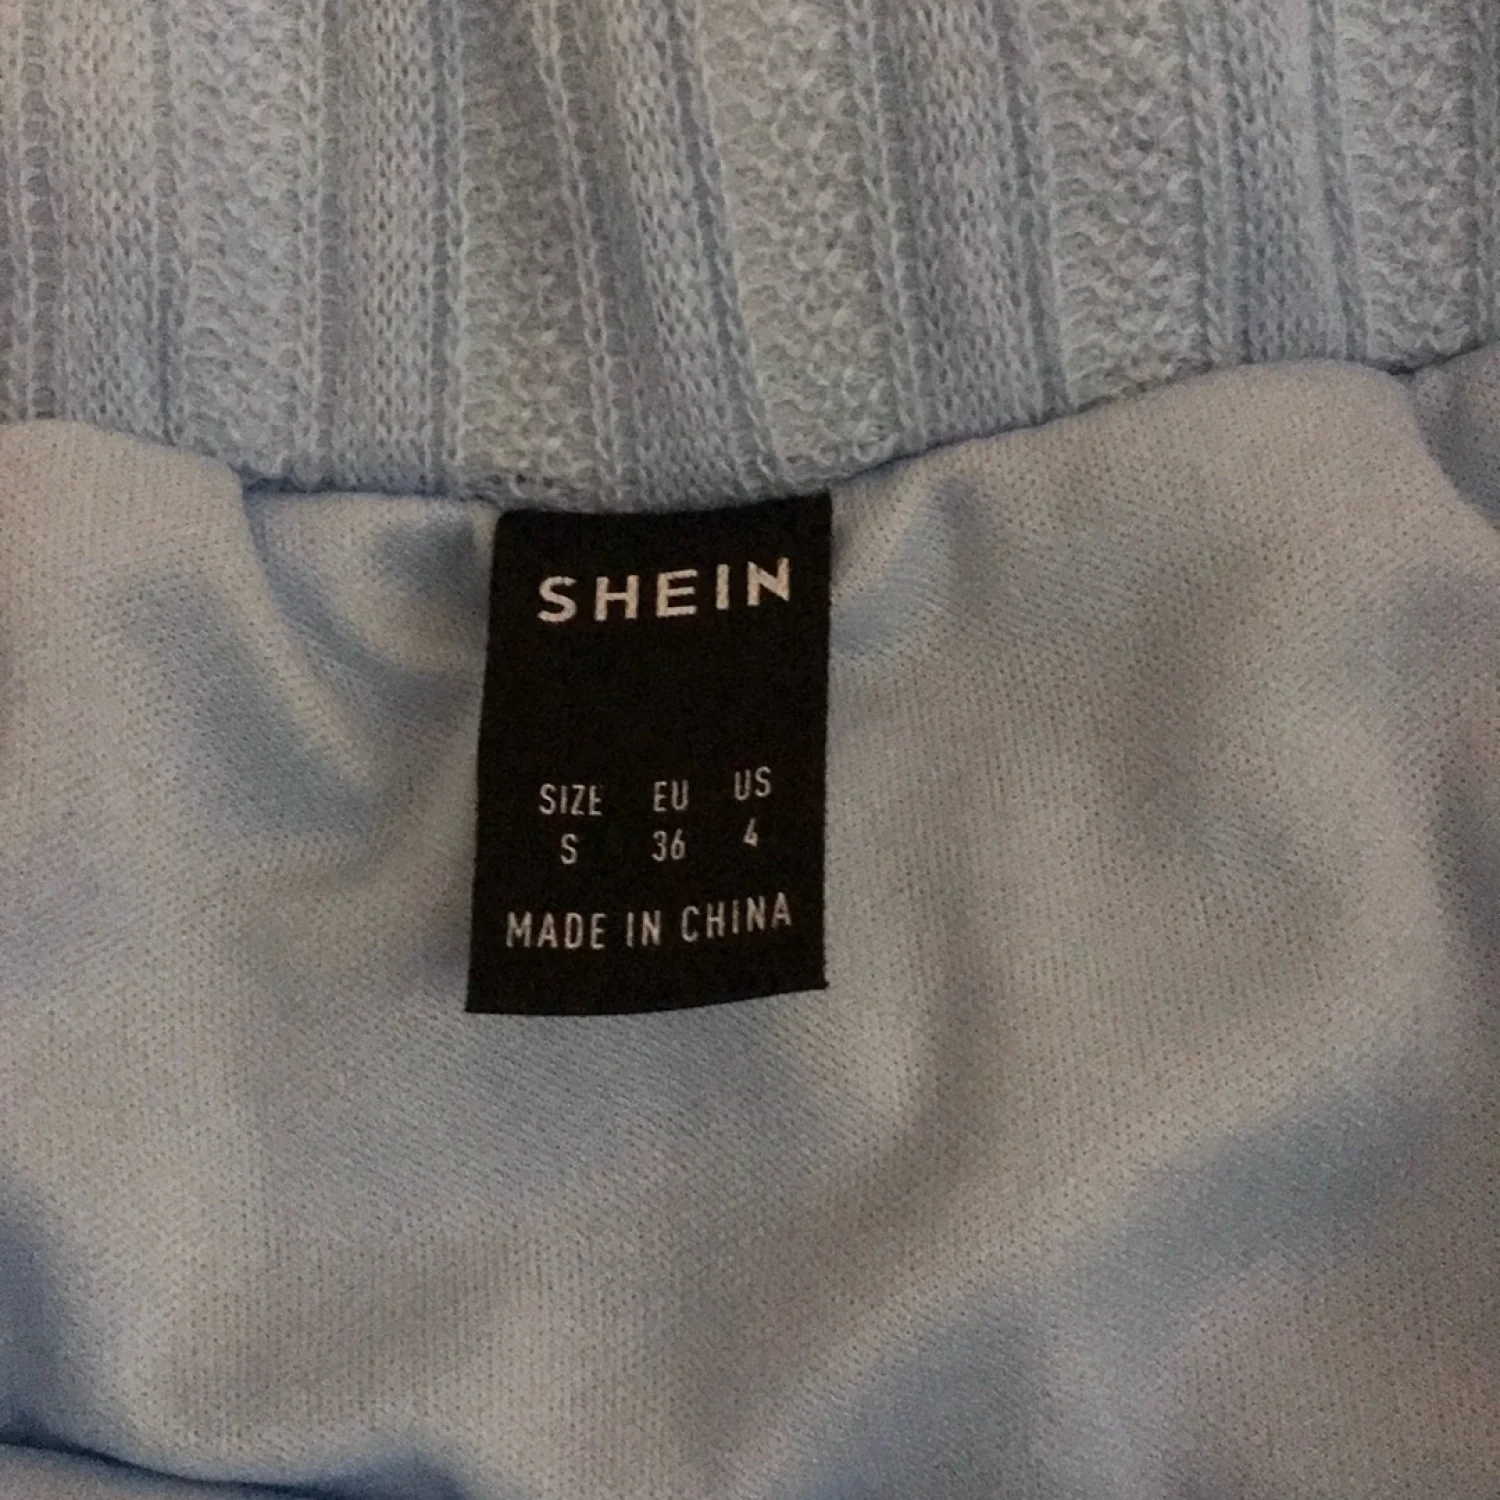 SHEIN
SIZE EU US
S 36 4
MADE IN CHINA